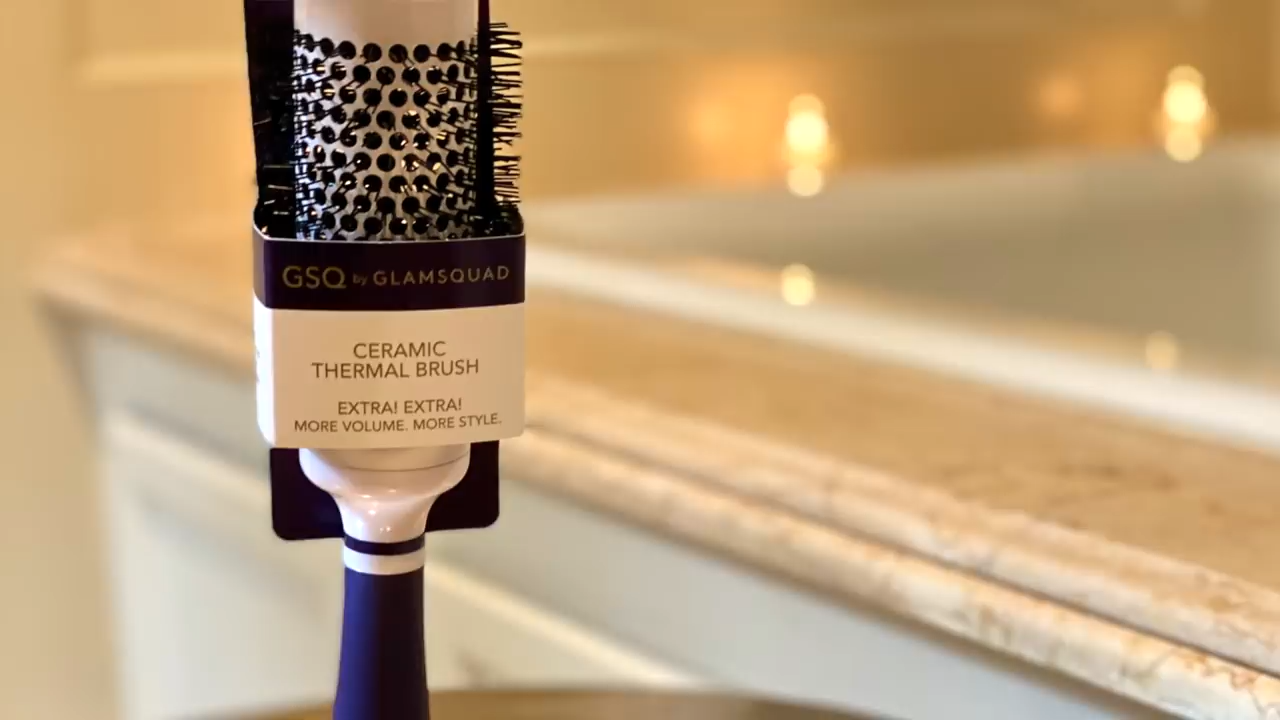 GSQ by GLAMSQUAD
CERAMIC
THERMAL BRUSH
EXTRA! EXTRA!
MORE VOLUME. MORE STYLE.